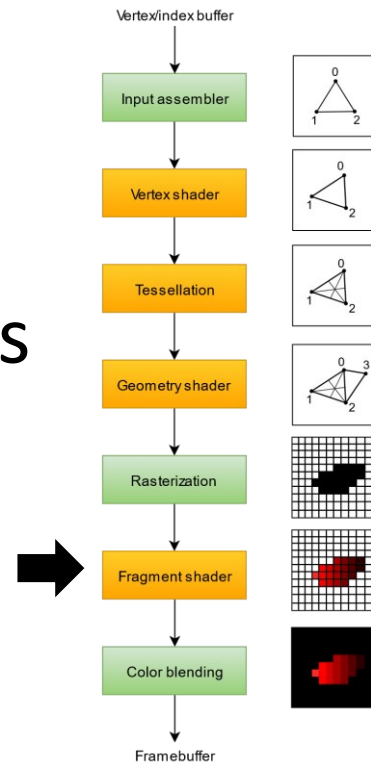 Vertex/index buffer
Input assembler
0
1 2
Vertex shader
0
1
2
Tessellation
0
1
2
s
Geometry shader
0 3
1
2
Rasterization
Fragment shader
Color blending
Framebuffer